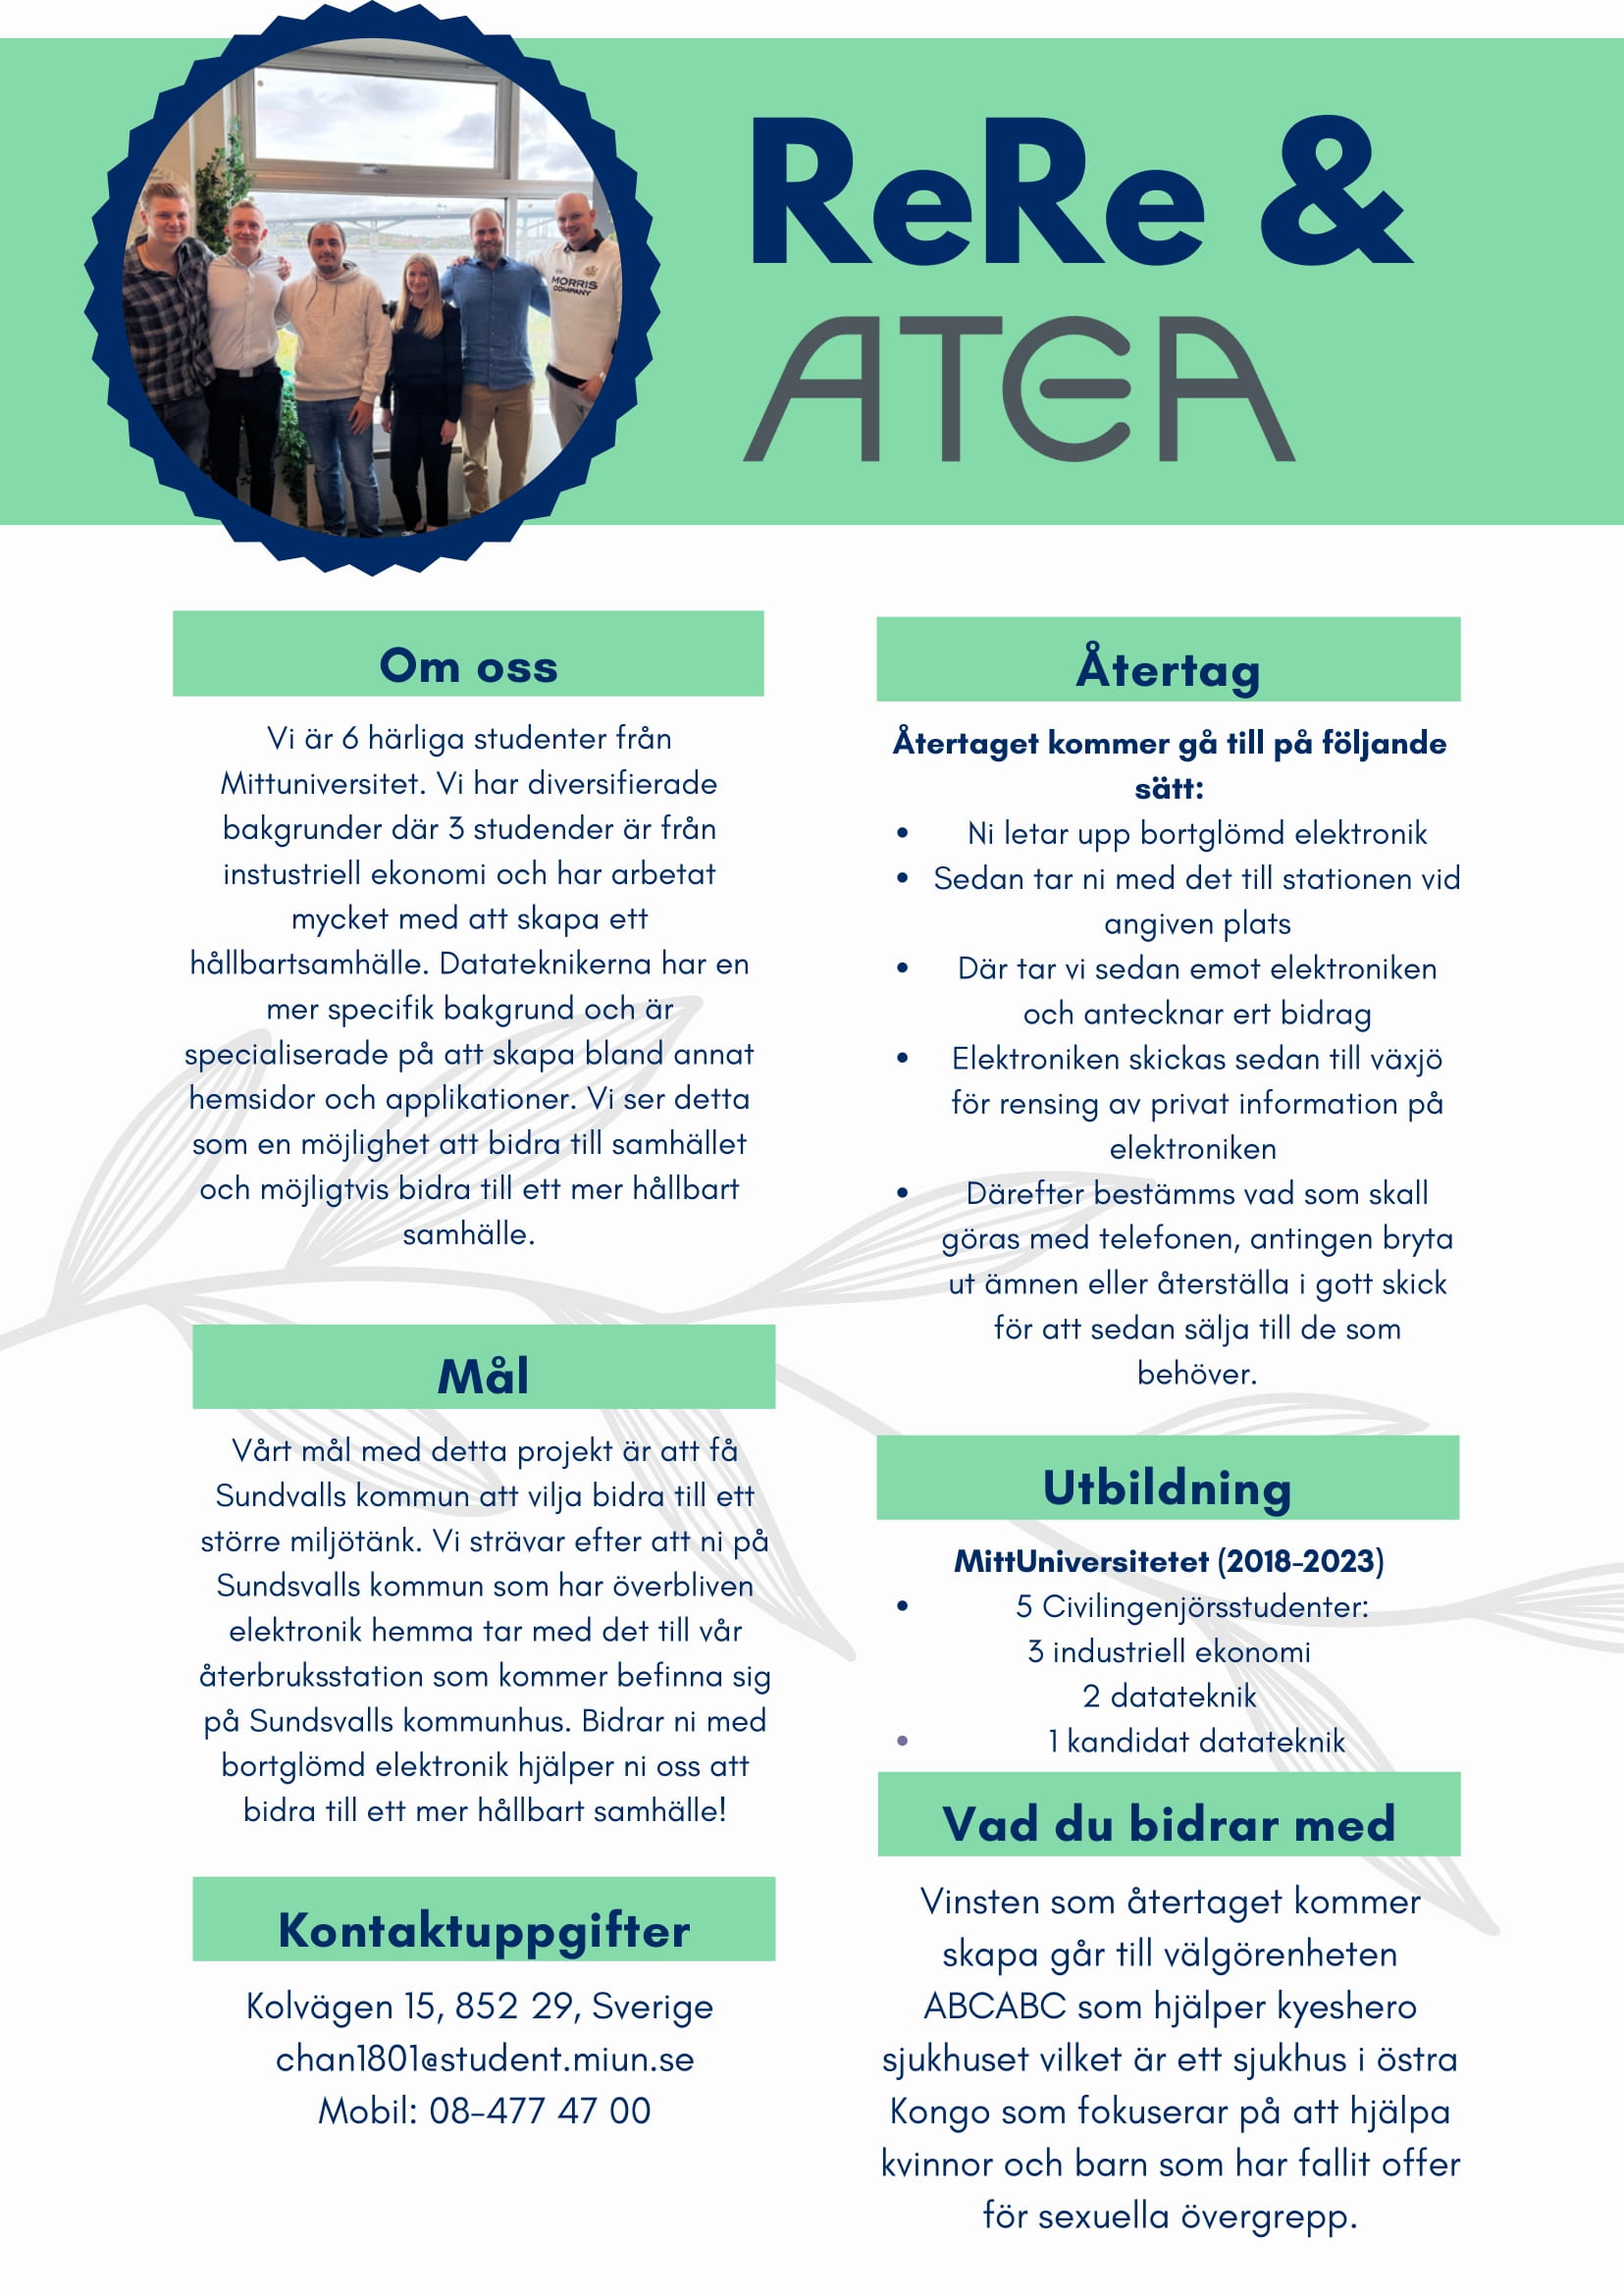 ReRe &
ATEA
MORRIS
COMPANY
Om oss
Vi är 6 härliga studenter från
Mittuniversitet. Vi har diversifierade
bakgrunder där 3 studender är från
instustriell ekonomi och har arbetat
mycket med att skapa ett
hållbartsamhälle. Datateknikerna har en
mer specifik bakgrund och är
specialiserade på att skapa bland annat
hemsidor och applikationer. Vi ser detta
som en möjlighet att bidra till samhället
och möjligtvis bidra till ett mer hållbart
samhälle.
Mål
Vårt mål med detta projekt är att få
Sundvalls kommun att vilja bidra till ett
större miljötänk. Vi strävar efter att ni på
Sundsvalls kommun som har överbliven
elektronik hemma tar med det till vår
återbruksstation som kommer befinna sig
på Sundsvalls kommunhus. Bidrar ni med
bortglömd elektronik hjälper ni oss att
bidra till ett mer hållbart samhälle!
Kontaktuppgifter
Kolvägen 15, 852 29, Sverige
chan1801@student.miun.se
Mobil: 08-477 47 00
Återtag
Återtaget kommer gå till på följande
sätt:
• Ni letar upp bortglömd elektronik
• Sedan tar ni med det till stationen vid
angiven plats
• Där tar vi sedan emot elektroniken
och antecknar ert bidrag
• Elektroniken skickas sedan till växjö
för rensing av privat information på
elektroniken
• Därefter bestämms vad som skall
göras med telefonen, antingen bryta
ut ämnen eller återställa i gott skick
för att sedan sälja till de som
behöver.
Utbildning
MittUniversitetet (2018-2023)
• 5 Civilingenjörsstudenter:
3 industriell ekonomi
2 datateknik
• 1 kandidat datateknik
Vad du bidrar med
Vinsten som återtaget kommer
skapa går till välgörenheten
ABCABC som hjälper kyeshero
sjukhuset vilket är ett sjukhus i östra
Kongo som fokuserar på att hjälpa
kvinnor och barn som har fallit offer
för sexuella övergrepp.